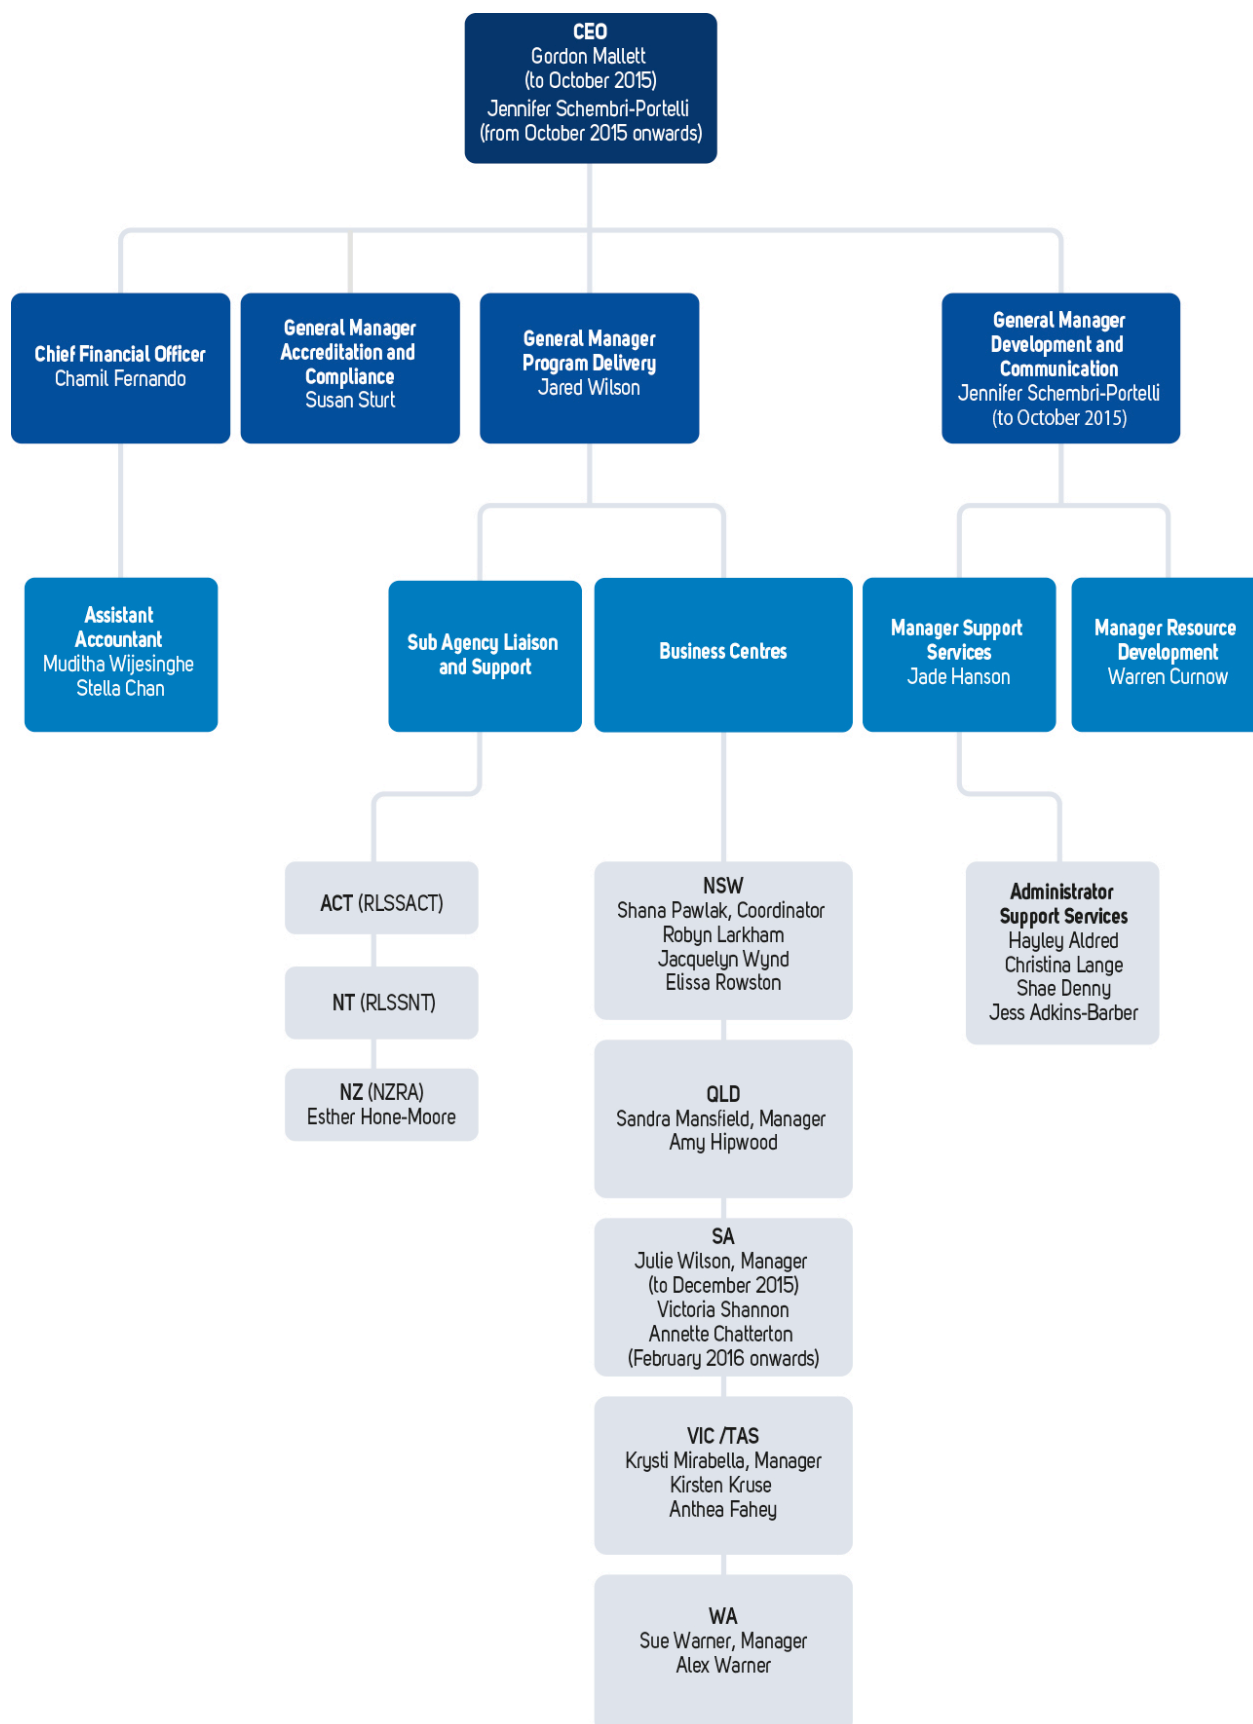 CEO
Gordon Mallett
(to October 2015)
Jennifer Schembri-Portelli
(from October 2015 onwards)
Chief Financial Officer
Chamil Fernando
General Manager
Accreditation and
Compliance
Susan Sturt
General Manager
Program Delivery
Jared Wilson
General Manager
Development and
Communication
Jennifer Schembri-Portelli
(to October 2015)
Assistant
Accountant
Muditha Wijesinghe
Stella Chan
Sub Agency Liaison
and Support
Business Centres
Manager Support
Services
Jade Hanson
Manager Resource
Development
Warren Curnow
ACT (RLSSACT)
NT (RLSSNT)
NZ (NZRA)
Esther Hone-Moore
NSW
Shana Pawlak, Coordinator
Robyn Larkham
Jacquelyn Wynd
Elissa Rowston
QLD
Sandra Mansfield, Manager
Amy Hipwood
SA
Julie Wilson, Manager
(to December 2015)
Victoria Shannon
Annette Chatterton
(February 2016 onwards)
VIC /TAS
Krysti Mirabella, Manager
Kirsten Kruse
Anthea Fahey
WA
Sue Warner, Manager
Alex Warner
Administrator
Support Services
Hayley Aldred
Christina Lange
Shae Denny
Jess Adkins-Barber